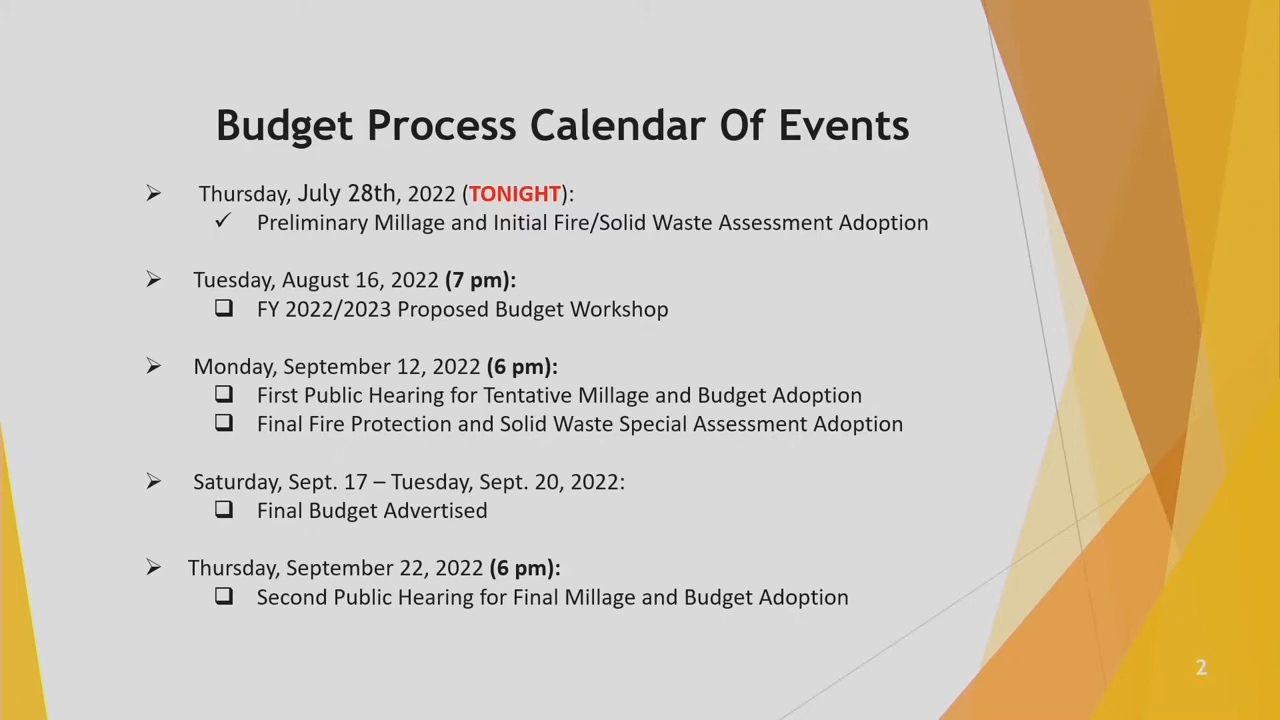 Budget Process Calendar Of Events
➢ Thursday, July 28th, 2022 (TONIGHT):
✓ Preliminary Millage and Initial Fire/Solid Waste Assessment Adoption
➢ Tuesday, August 16, 2022 (7 pm):
❑ FY 2022/2023 Proposed Budget Workshop
➢ Monday, September 12, 2022 (6 pm):
❑ First Public Hearing for Tentative Millage and Budget Adoption
❑ Final Fire Protection and Solid Waste Special Assessment Adoption
➢ Saturday, Sept. 17 – Tuesday, Sept. 20, 2022:
❑ Final Budget Advertised
➢ Thursday, September 22, 2022 (6 pm):
❑ Second Public Hearing for Final Millage and Budget Adoption
2